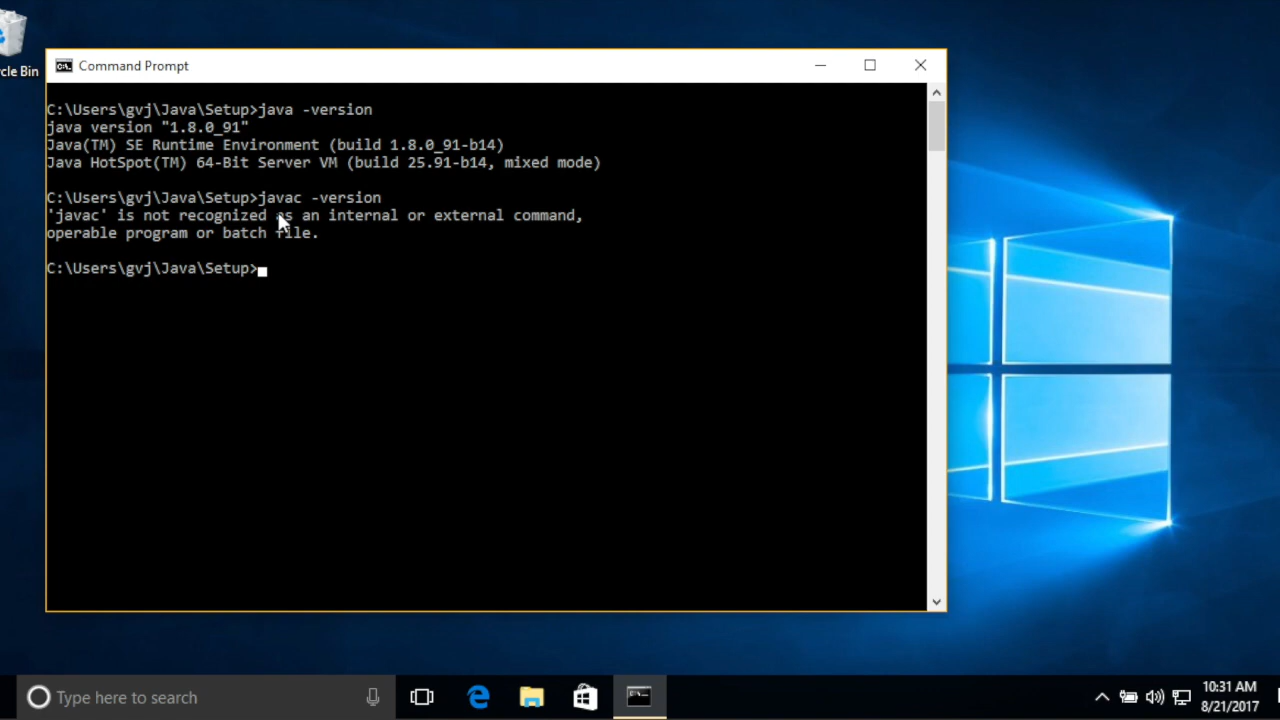 cle Bin
Command Prompt
C:\Users\gvj\Java\Setup>java -version
java version "1.8.0_91"
Java(TM) SE Runtime Environment (build 1.8.0_91-b14)
Java HotSpot(TM) 64-Bit Server VM (build 25.91-b14, mixed mode)
C:\Users\gvj\Java\Setup>javac -version
'javac' is not recognized as an internal or external command,
operable program or batch file.
C:\Users\gvj\Java\Setup>
Type here to search
10:31 AM
8/21/2017